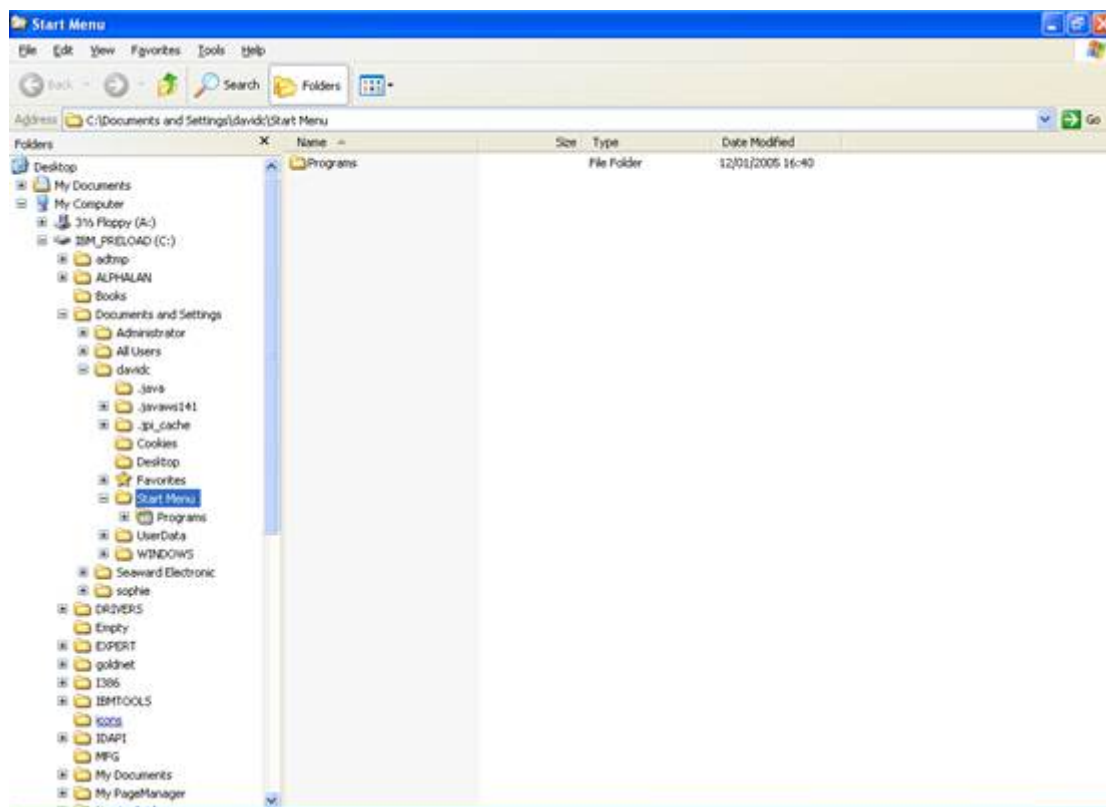 Start Menu
File Edit View Favorites Tools Help
Back Search Folders
Address C:\Documents and Settings\davidc\Start Menu Go
Folders X Name Size Type Date Modified
Desktop Programs File Folder 12/01/2005 16:40
My Documents
My Computer
3½ Floppy (A:)
IBM_PRELOAD (C:)
adtmp
ALPHALAN
Books
Documents and Settings
Administrator
All Users
davidc
.java
.javaws141
.jpi_cache
Cookies
Desktop
Favorites
Start Menu
Programs
UserData
WINDOWS
Seaward Electronic
sophie
DRIVERS
Empty
EXPERT
goldnet
I386
IBMTOOLS
icons
IDAPI
MFG
My Documents
My PageManager